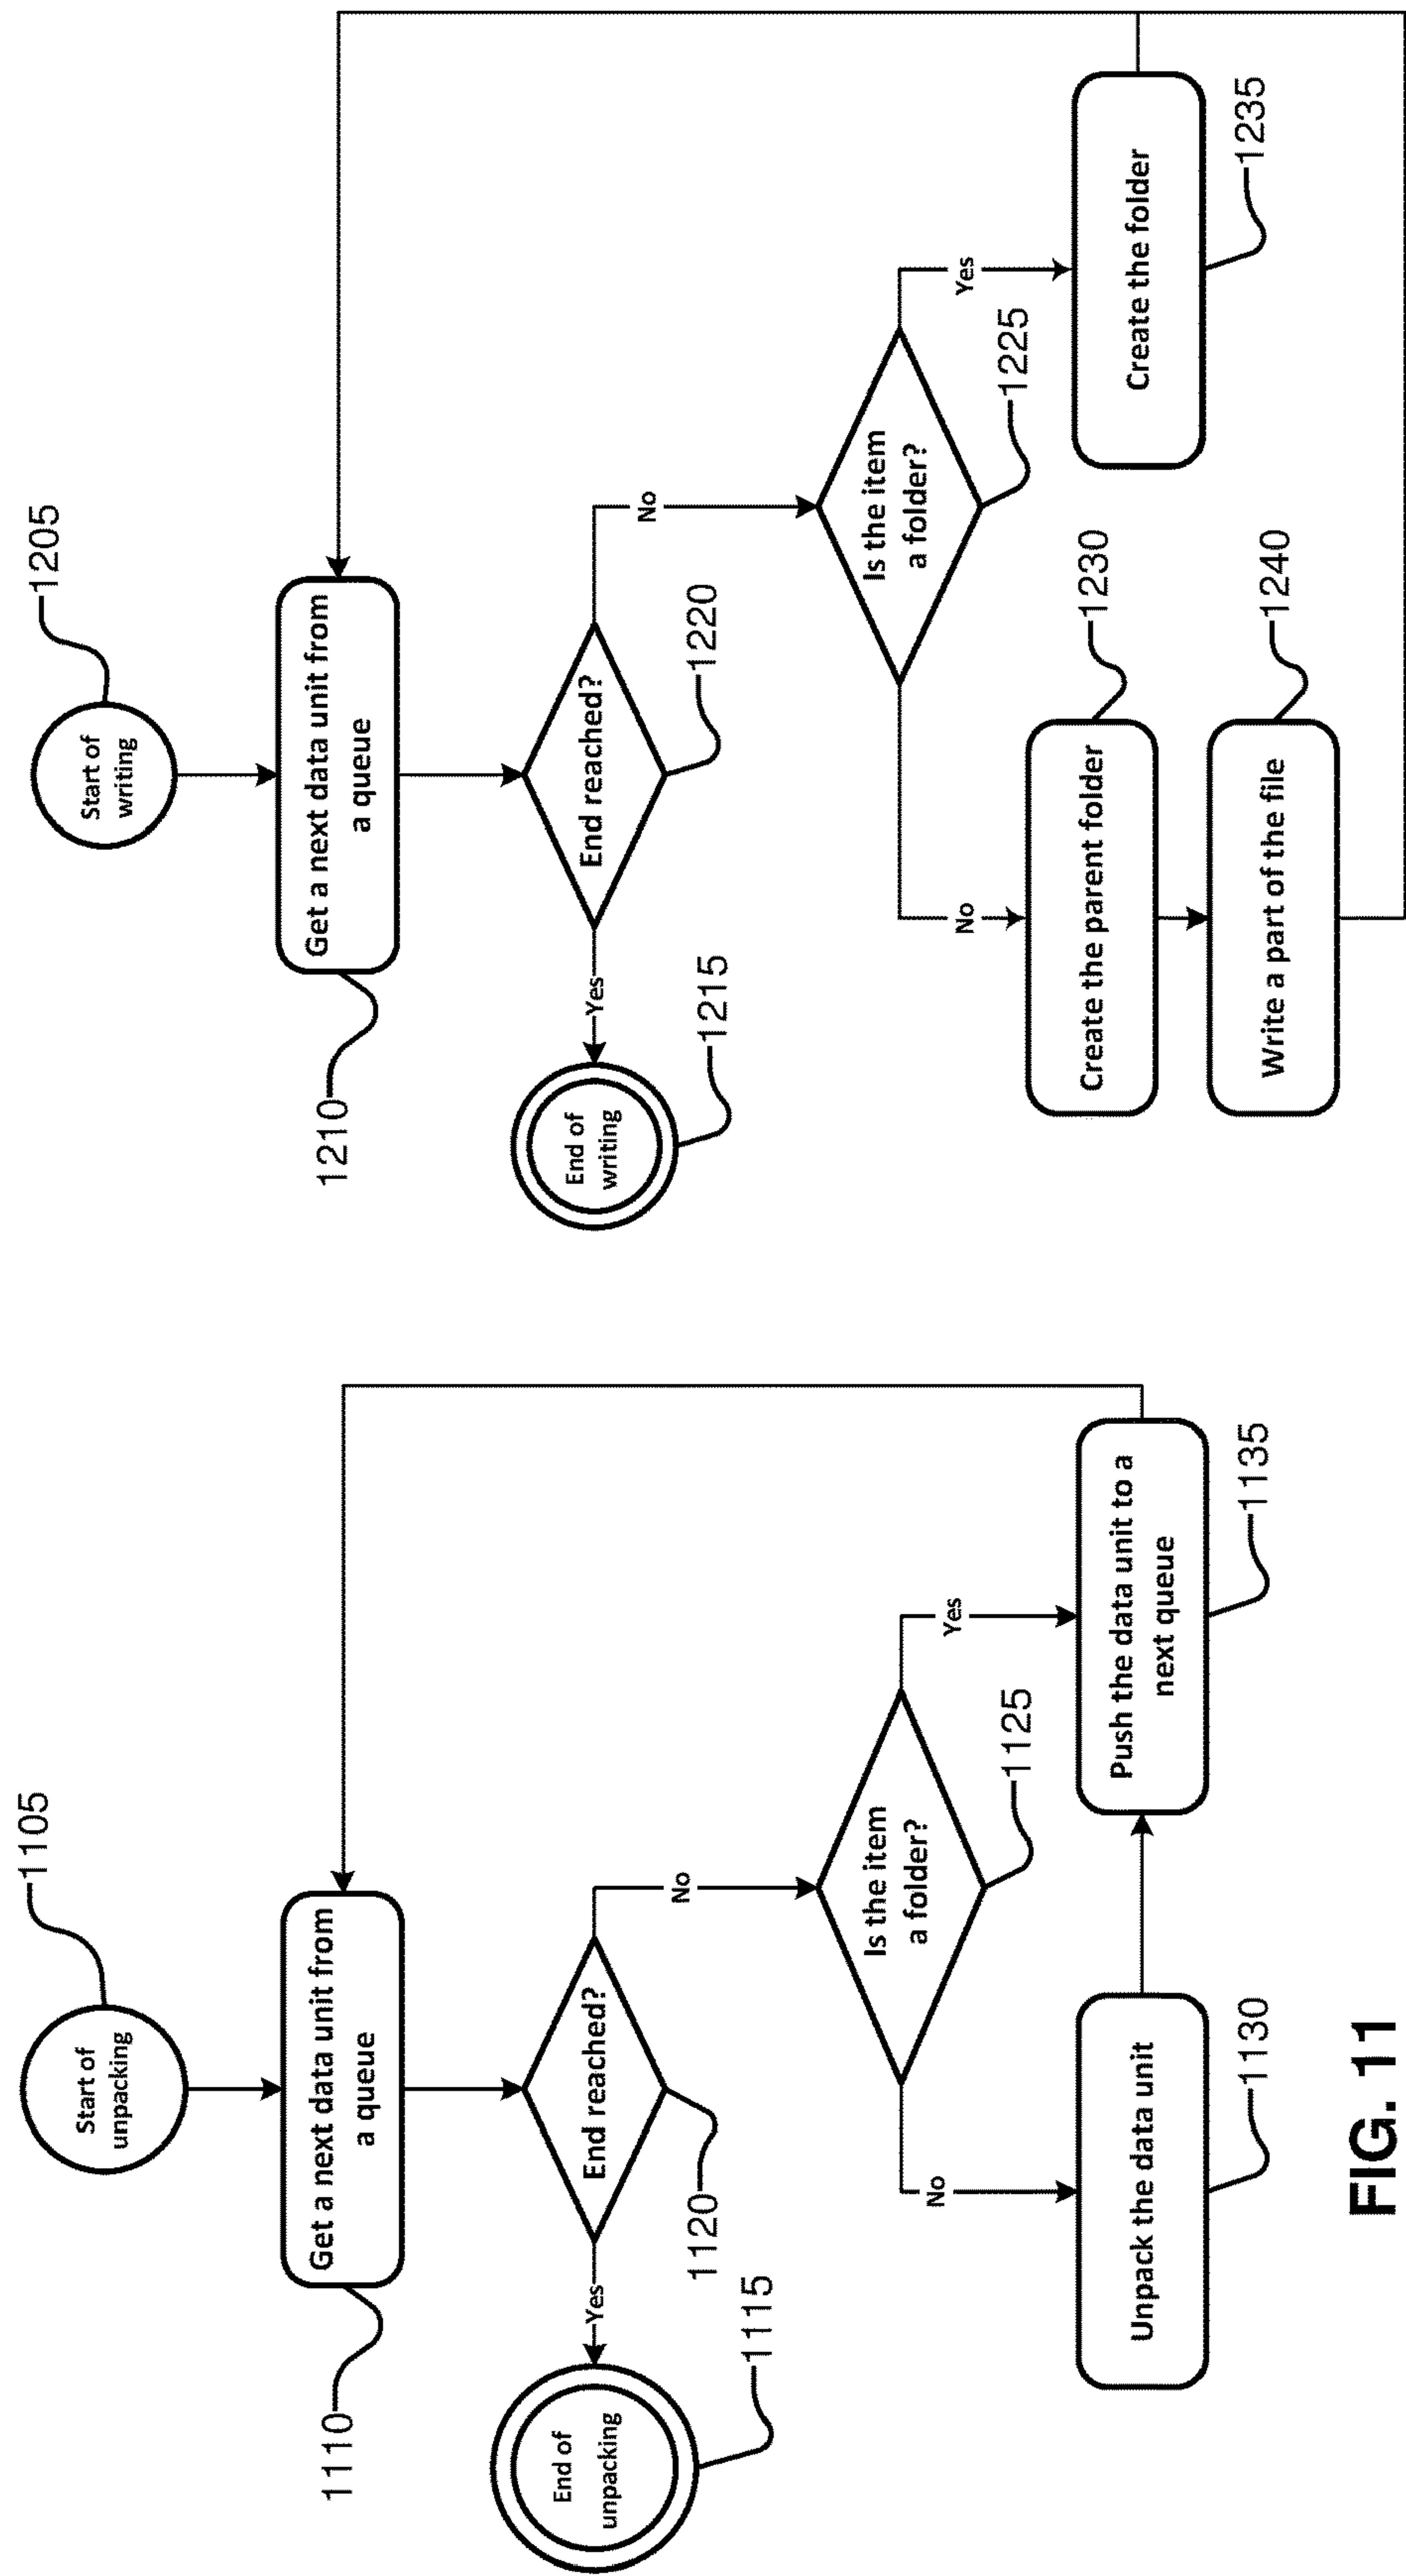 1105
Start of
unpacking
Get a next data unit from
a queue
1110
End reached?
Yes
No
1120
End of
unpacking
1115
Is the item
a folder?
1125
No
Yes
Unpack the data unit
1130
Push the data unit to a
next queue
1135
FIG. 11
1205
Start of
writing
Get a next data unit from
a queue
1210
End reached?
Yes
No
1220
End of
writing
1215
Is the item
a folder?
1225
No
Yes
Create the parent folder
1230
Create the folder
1235
Write a part of the file
1240